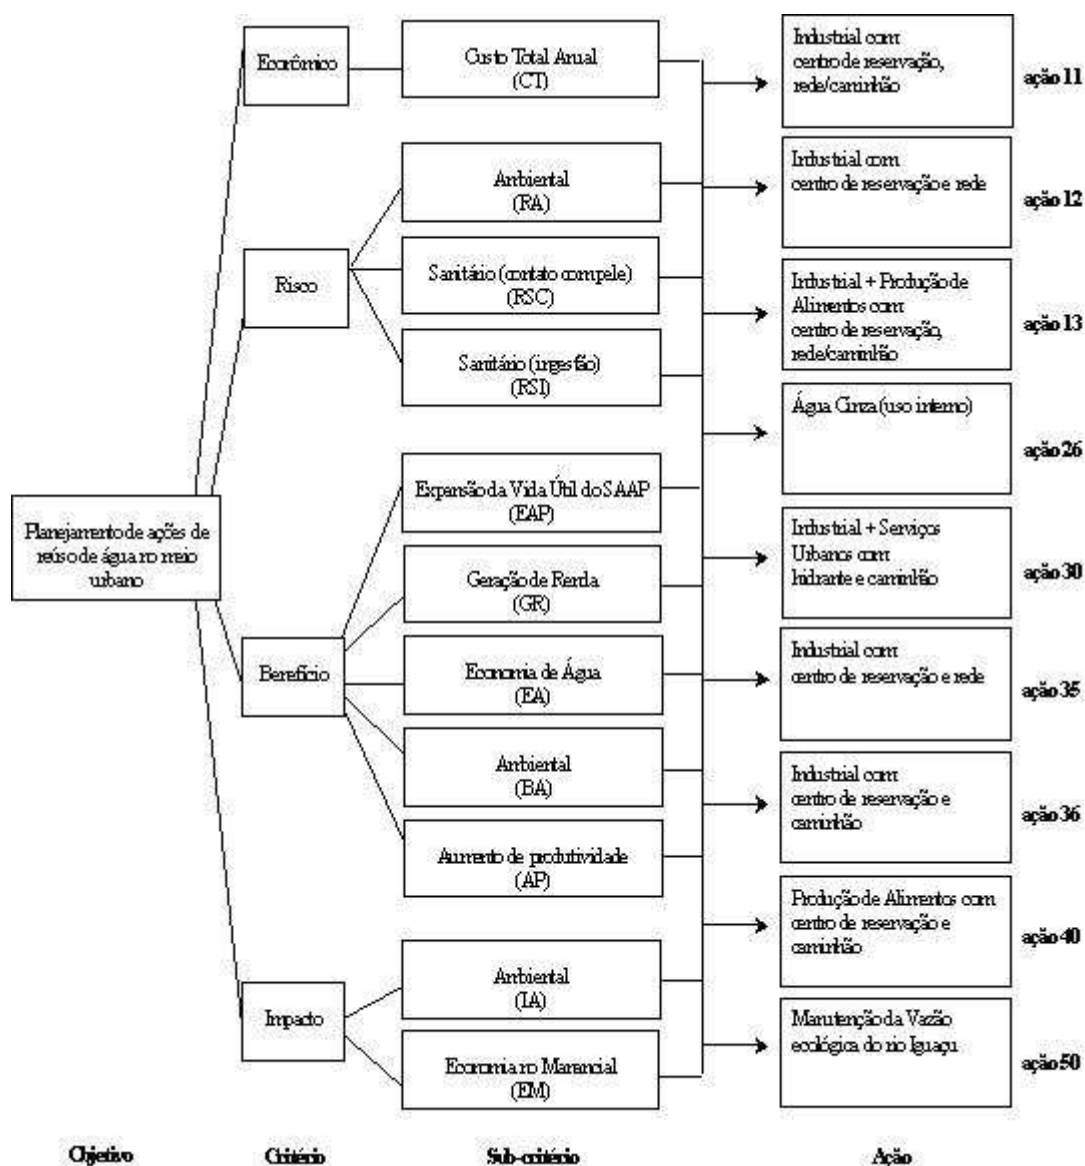 Planejamento de ações de
reúso de água no meio
urbano
Econômico
Risco
Benefício
Impacto
Custo Total Anual
(CT)
Ambiental
(RA)
Sanitário (contato com pele)
(RSC)
Sanitário (ingestão)
(RSI)
Expansão da Vida Útil do SAAP
(EAP)
Geração de Renda
(GR)
Economia de Água
(EA)
Ambiental
(BA)
Aumento de produtividade
(AP)
Ambiental
(IA)
Economia no Manancial
(EM)
Industrial com
centro de reservação,
rede/caminhão
ação 11
Industrial com
centro de reservação e rede
ação 12
Industrial + Produção de
Alimentos com
centro de reservação,
rede/caminhão
ação 13
Água Cinza (uso interno)
ação 26
Industrial + Serviços
Urbanos com
hidrante e caminhão
ação 30
Industrial com
centro de reservação e rede
ação 35
Industrial com
centro de reservação e
caminhão
ação 36
Produção de Alimentos com
centro de reservação e
caminhão
ação 40
Manutenção da Vazão
ecológica do rio Iguaçu
ação 50
Objetivo
Critério
Sub-critério
Ação